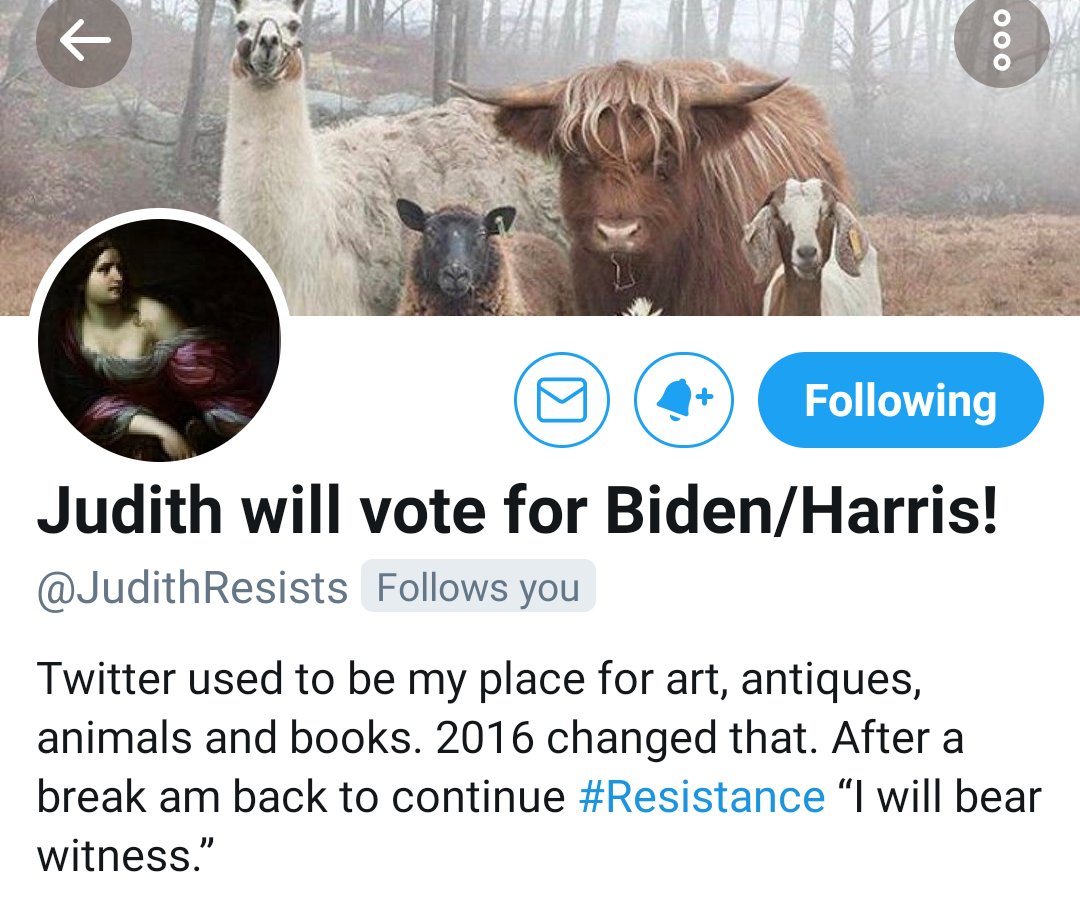 Following
Judith will vote for Biden/Harris!
@JudithResists Follows you
Twitter used to be my place for art, antiques,
animals and books. 2016 changed that. After a
break am back to continue #Resistance “I will bear
witness.”